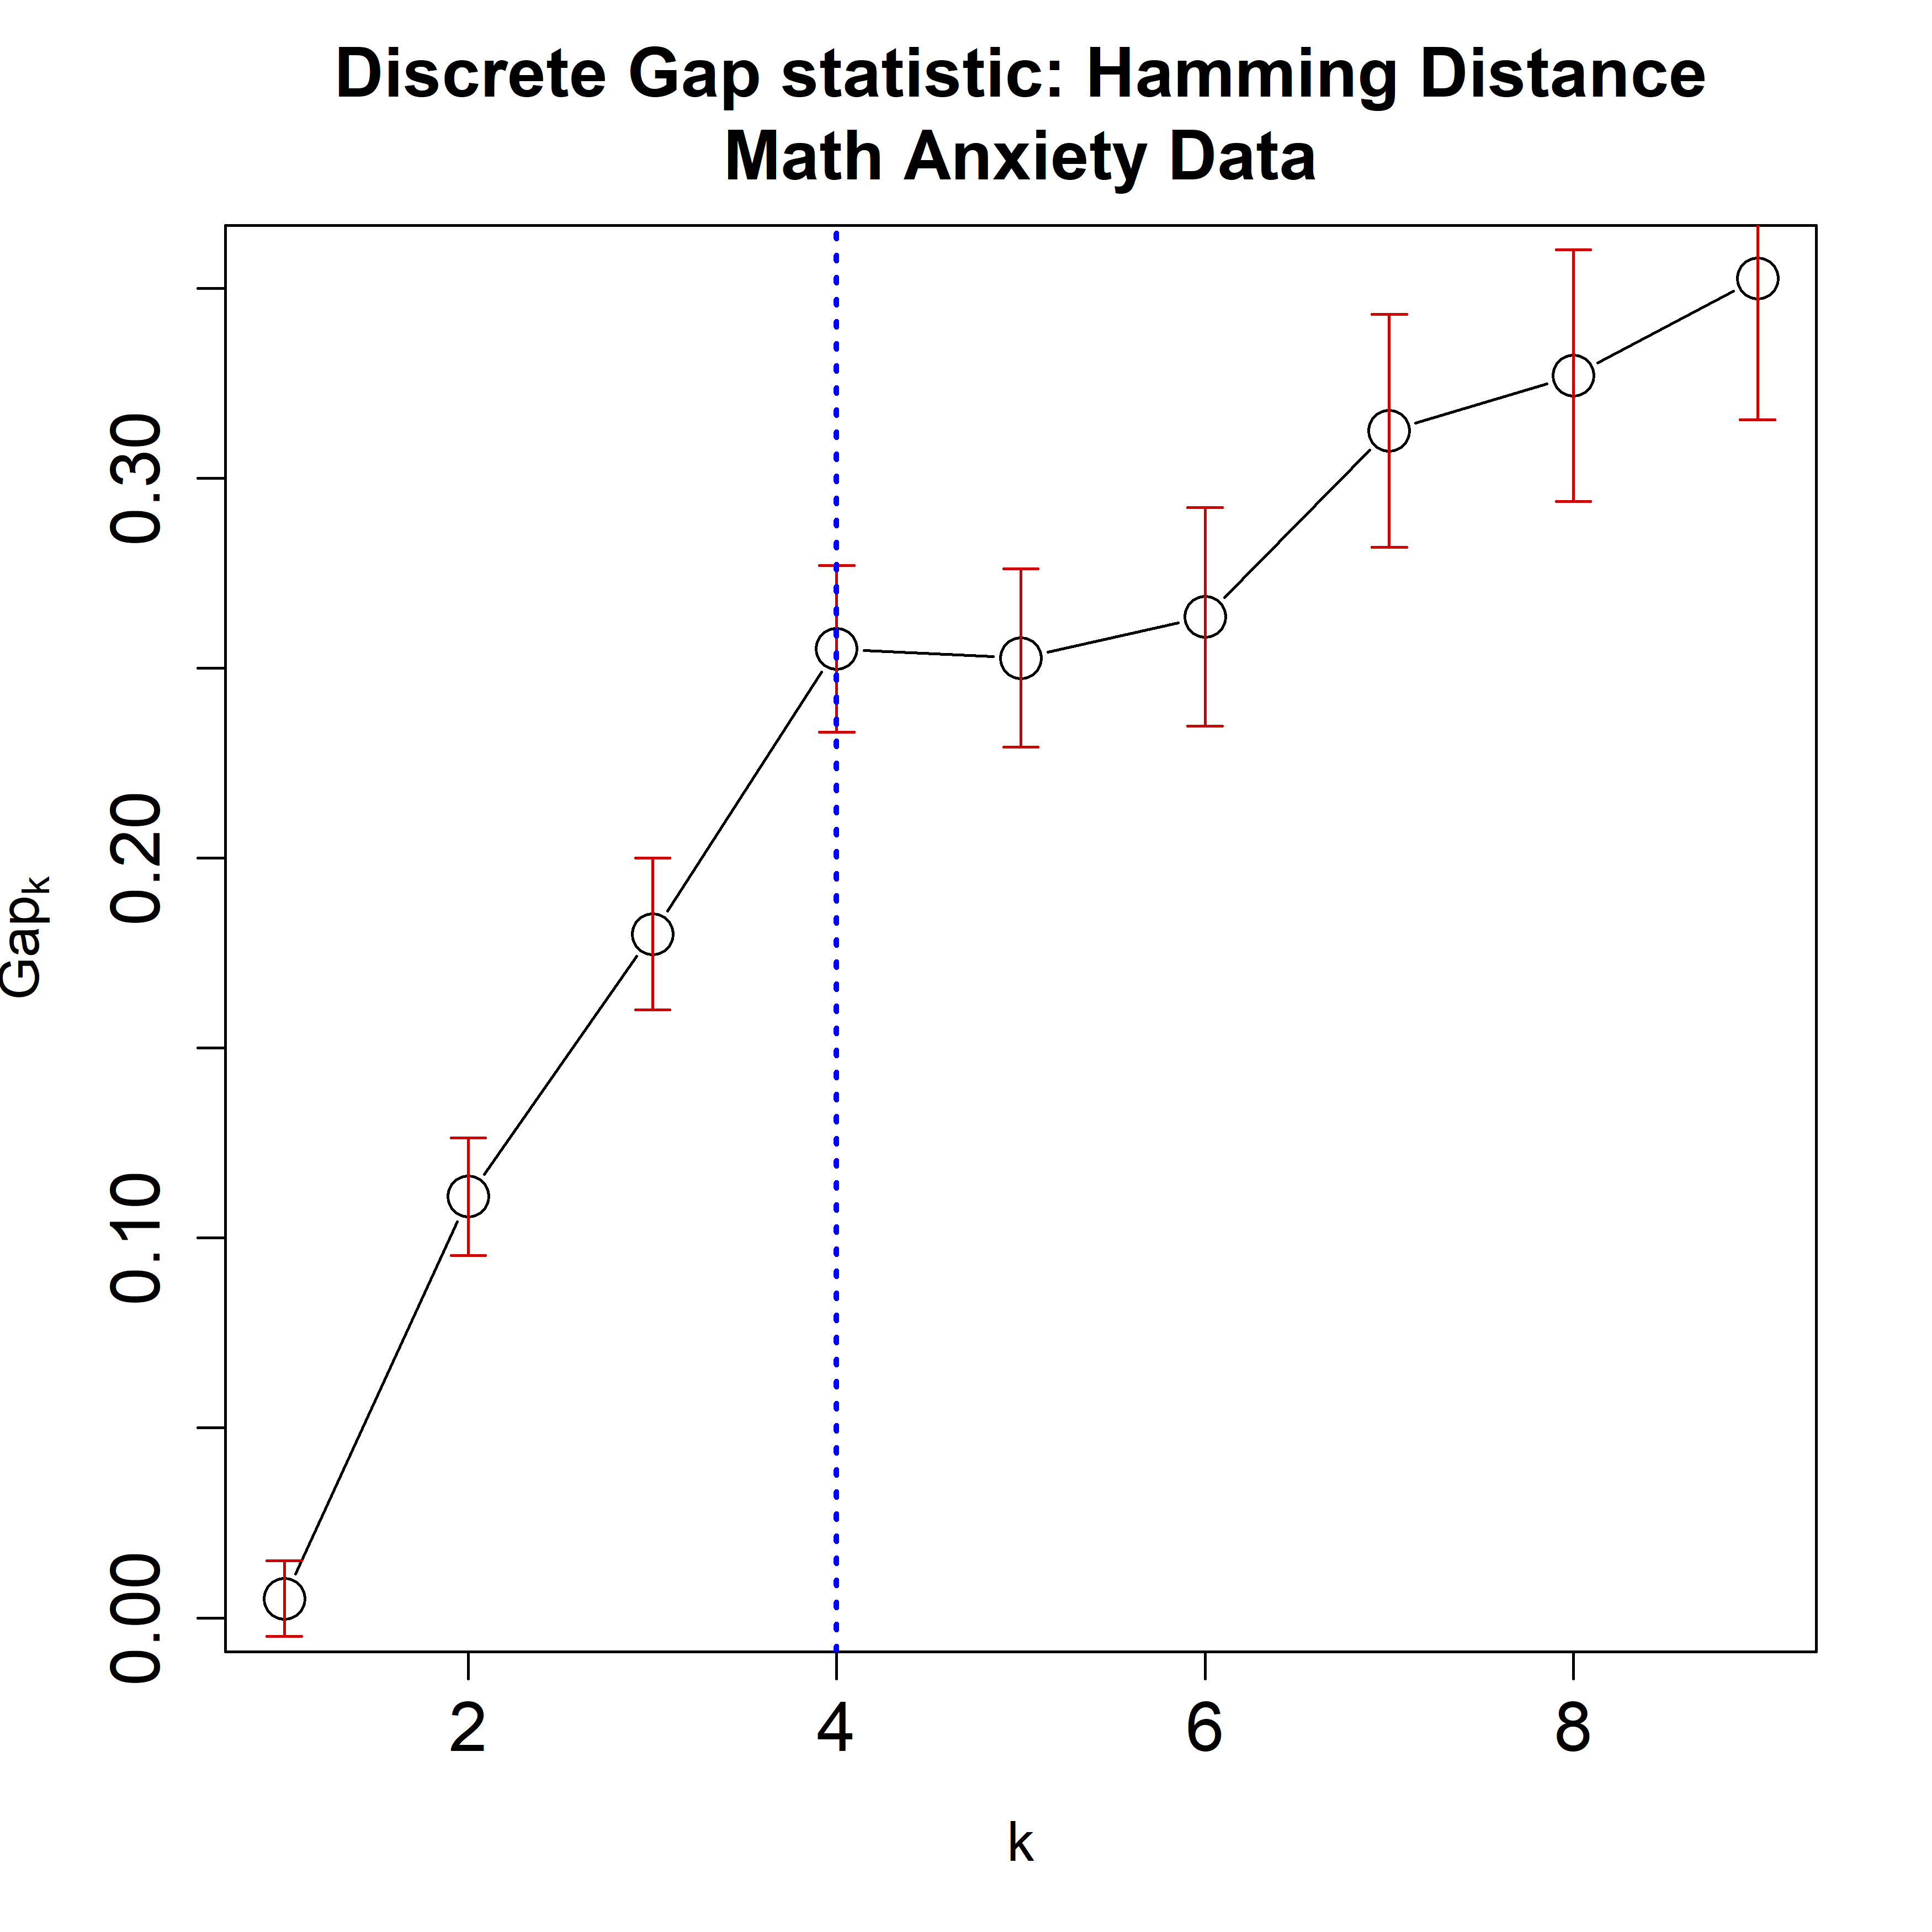 Discrete Gap statistic: Hamming Distance
Math Anxiety Data
Gapk
0.30
0.20
0.10
0.00
2 4 6 8
k